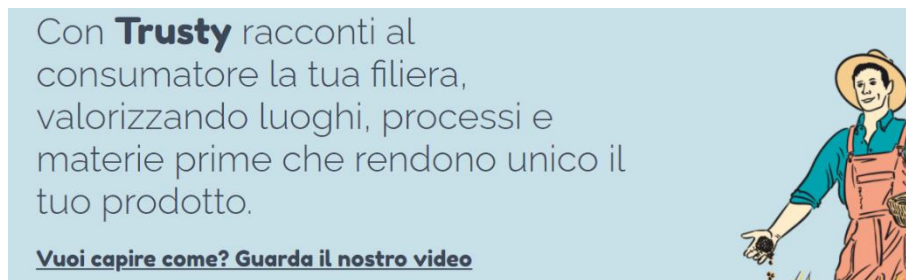 Con Trusty racconti al
consumatore la tua filiera,
valorizzando luoghi, processi e
materie prime che rendono unico il
tuo prodotto.
Vuoi capire come? Guarda il nostro video